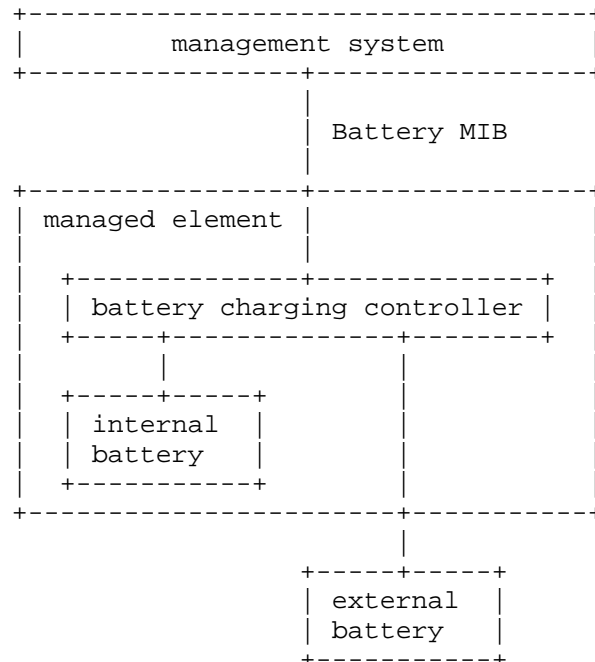 management system
Battery MIB
managed element
battery charging controller
internal
battery
external
battery